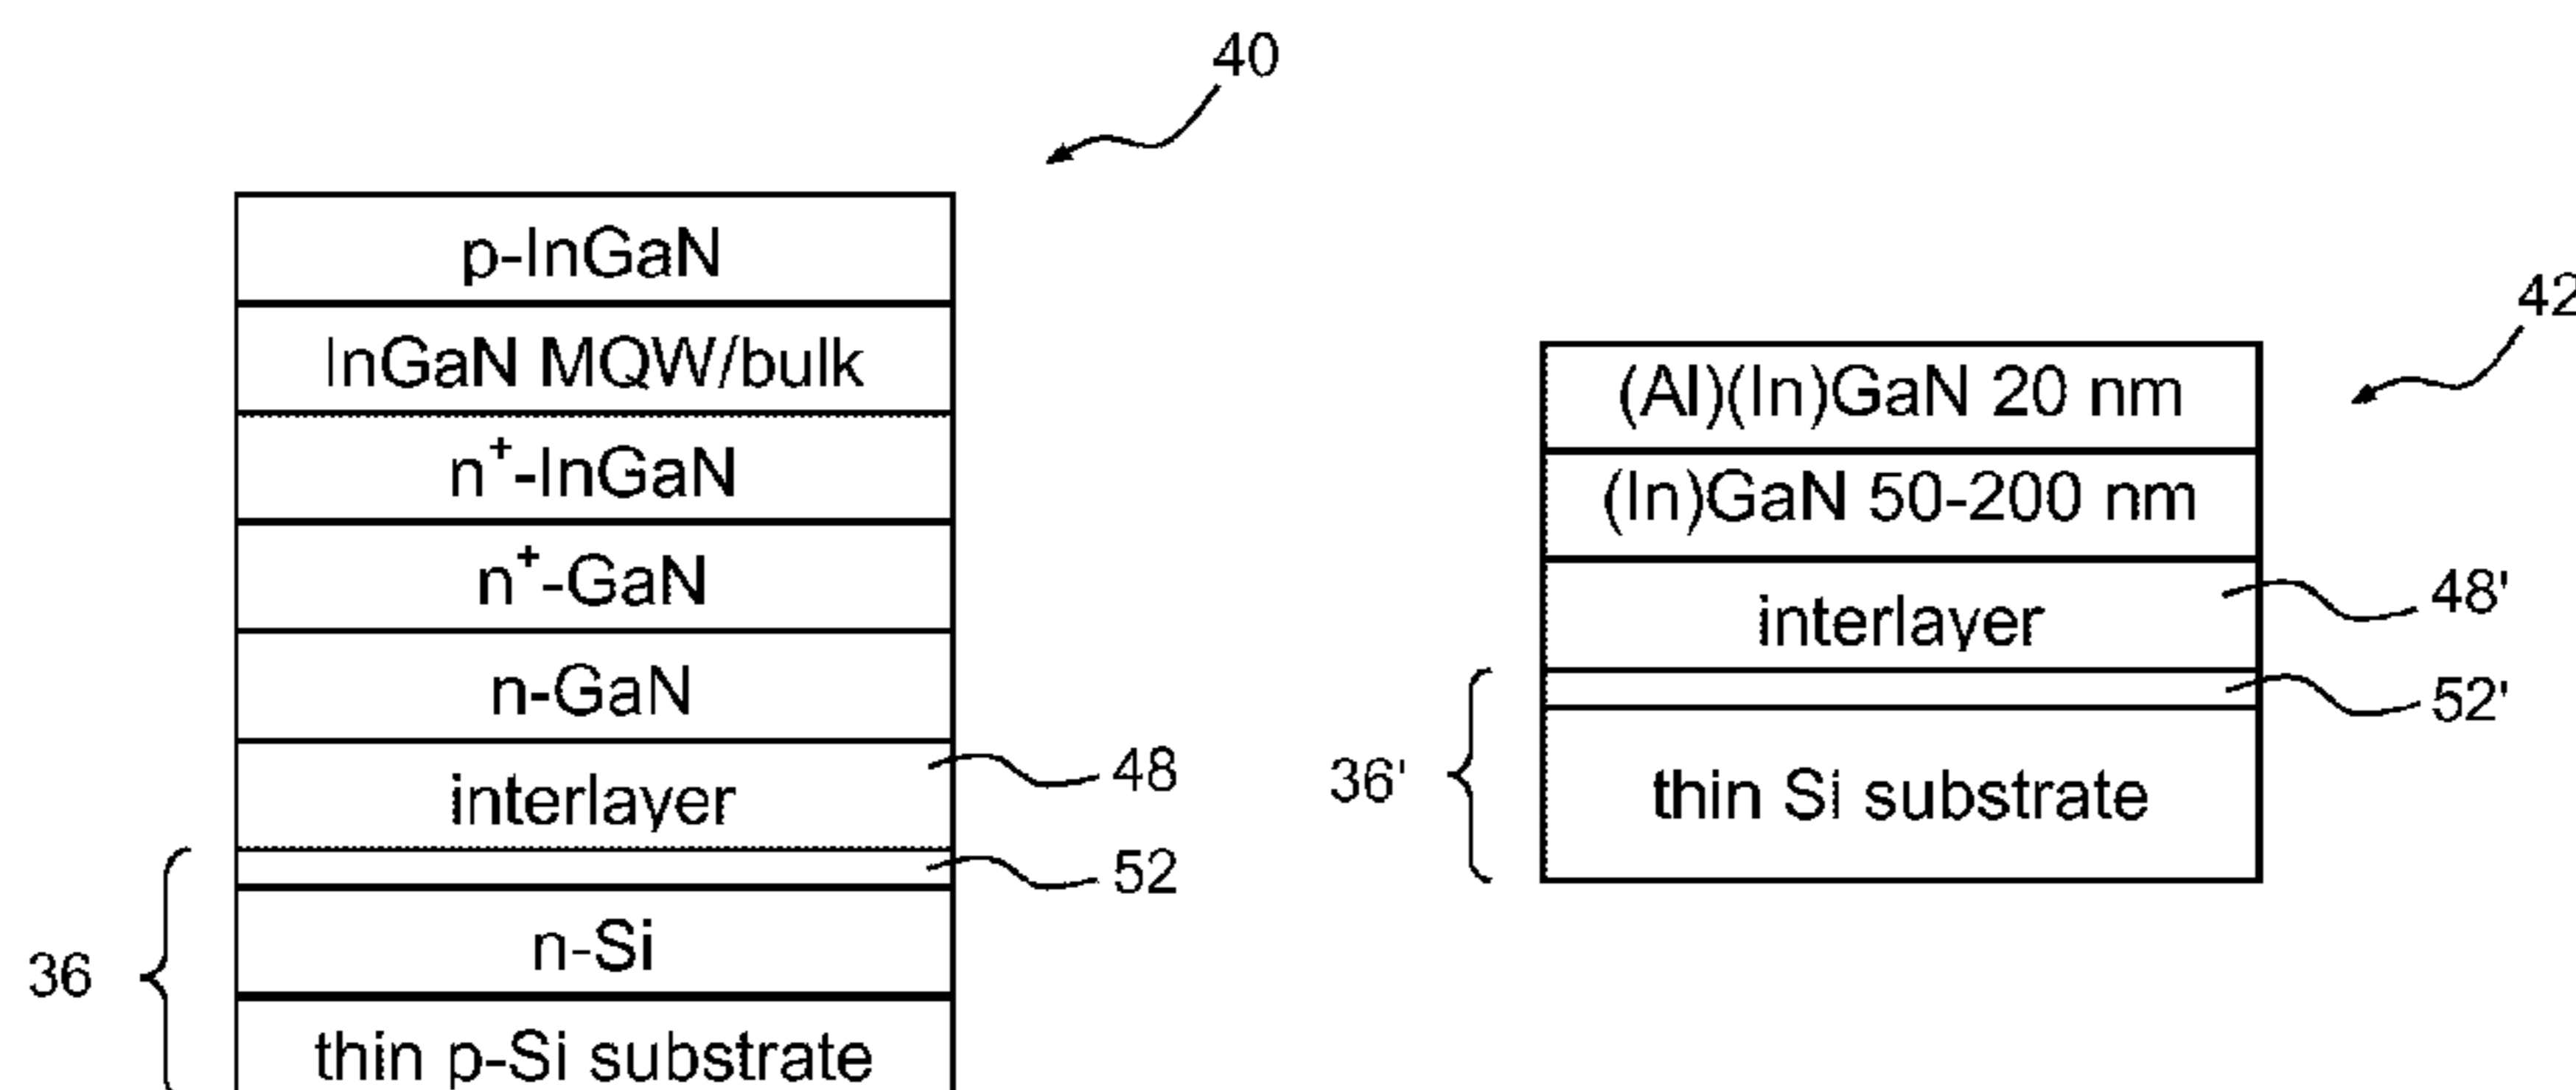 40
p-InGaN
InGaN MQW/bulk
n⁺-InGaN
n⁺-GaN
n-GaN
interlayer
48
52
n-Si
36
thin p-Si substrate
42
(Al)(In)GaN 20 nm
(In)GaN 50-200 nm
interlayer
48'
52'
36'
thin Si substrate